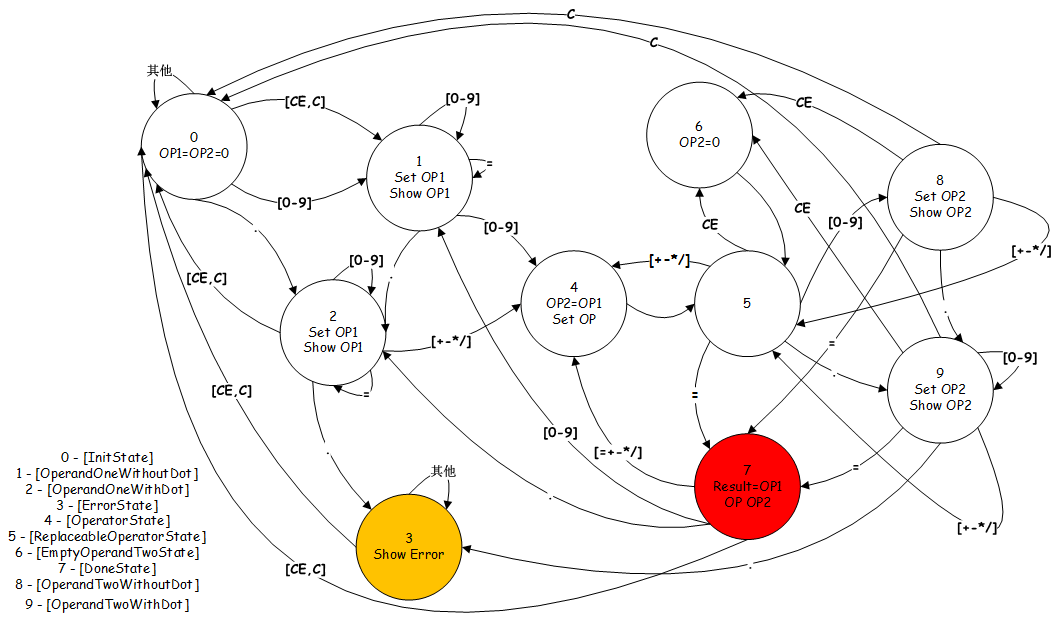 C
C
其他
[CE,C]
[0-9]
CE
0
OP1=OP2=0
6
OP2=0
1
Set OP1
Show OP1
=
8
Set OP2
Show OP2
[0-9]
[0-9]
CE
CE
[0-9]
[+-*/]
.
[CE,C]
[0-9]
.
[+-*/]
4
OP2=OP1
Set OP
5
2
Set OP1
Show OP1
.
[+-*/]
=
[0-9]
.
9
Set OP2
Show OP2
[CE,C]
=
=
[0-9]
[=+-*/]
.
其他
7
Result=OP1
OP OP2
=
.
[+-*/]
3
Show Error
.
[CE,C]
0 - [InitState]
1 - [OperandOneWithoutDot]
2 - [OperandOneWithDot]
3 - [ErrorState]
4 - [OperatorState]
5 - [ReplaceableOperatorState]
6 - [EmptyOperandTwoState]
7 - [DoneState]
8 - [OperandTwoWithoutDot]
9 - [OperandTwoWithDot]